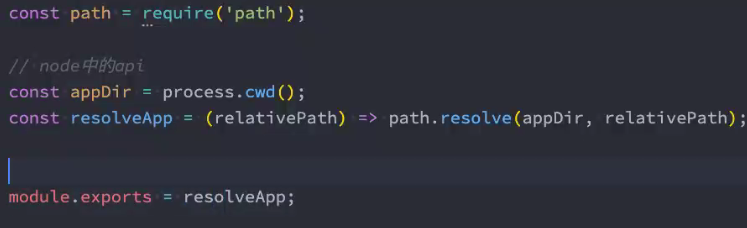 const path = require('path');
// node中的api
const appDir = process.cwd();
const resolveApp = (relativePath) => path.resolve(appDir, relativePath);
module.exports = resolveApp;